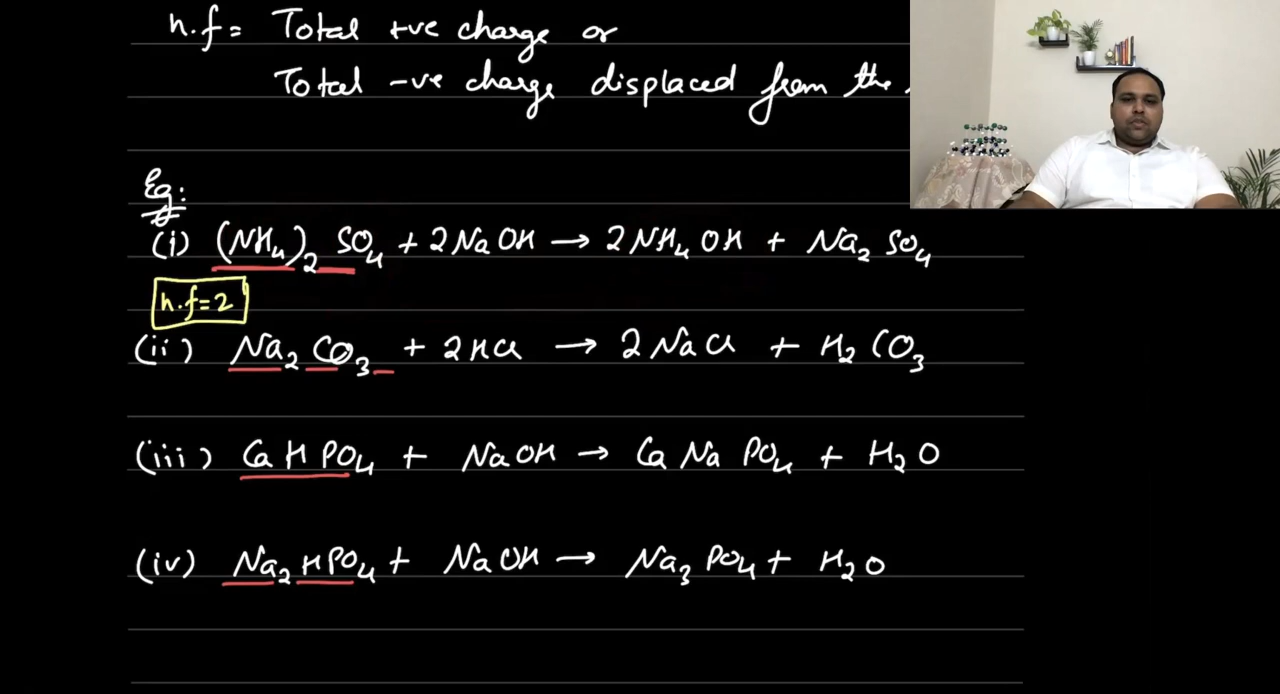 n.f = Total +ve charge or
Total -ve charge displaced from the
Eg:
(i) (NH4)2 SO4 + 2NaOH → 2NH4OH + Na2SO4
n.f=2
(ii) Na2CO3 + 2HCl → 2NaCl + H2CO3
(iii) CaHPO4 + NaOH → CaNaPO4 + H2O
(iv) Na2HPO4 + NaOH → Na3PO4 + H2O